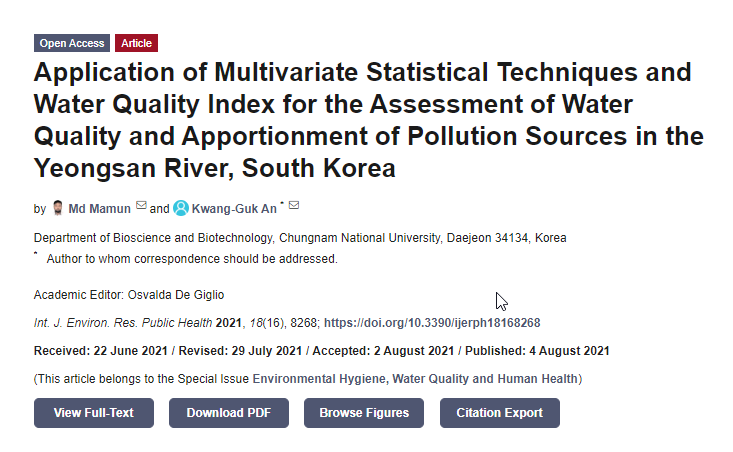 Open Access Article
Application of Multivariate Statistical Techniques and
Water Quality Index for the Assessment of Water
Quality and Apportionment of Pollution Sources in the
Yeongsan River, South Korea
by Md Mamun and Kwang-Guk An *
Department of Bioscience and Biotechnology, Chungnam National University, Daejeon 34134, Korea
* Author to whom correspondence should be addressed.
Academic Editor: Osvalda De Giglio
Int. J. Environ. Res. Public Health 2021, 18(16), 8268; https://doi.org/10.3390/ijerph18168268
Received: 22 June 2021 / Revised: 29 July 2021 / Accepted: 2 August 2021 / Published: 4 August 2021
(This article belongs to the Special Issue Environmental Hygiene, Water Quality and Human Health)
View Full-Text Download PDF Browse Figures Citation Export